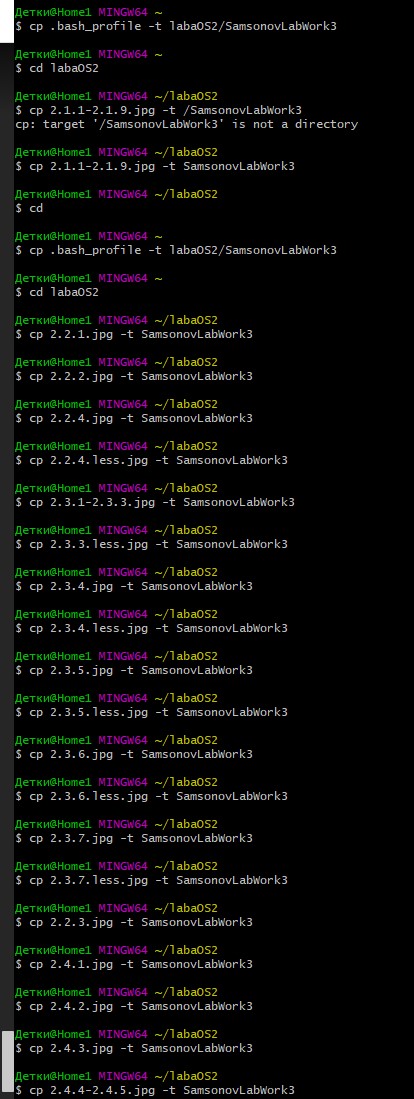 Детки@Home1 MINGW64 ~
$ cp .bash_profile -t labaOS2/SamsonovLabWork3
Детки@Home1 MINGW64 ~
$ cd labaOS2
Детки@Home1 MINGW64 ~/labaOS2
$ cp 2.1.1-2.1.9.jpg -t /SamsonovLabWork3
cp: target '/SamsonovLabWork3' is not a directory
Детки@Home1 MINGW64 ~/labaOS2
$ cp 2.1.1-2.1.9.jpg -t SamsonovLabWork3
Детки@Home1 MINGW64 ~/labaOS2
$ cd
Детки@Home1 MINGW64 ~
$ cp .bash_profile -t labaOS2/SamsonovLabWork3
Детки@Home1 MINGW64 ~
$ cd labaOS2
Детки@Home1 MINGW64 ~/labaOS2
$ cp 2.2.1.jpg -t SamsonovLabWork3
Детки@Home1 MINGW64 ~/labaOS2
$ cp 2.2.2.jpg -t SamsonovLabWork3
Детки@Home1 MINGW64 ~/labaOS2
$ cp 2.2.4.jpg -t SamsonovLabWork3
Детки@Home1 MINGW64 ~/labaOS2
$ cp 2.2.4.less.jpg -t SamsonovLabWork3
Детки@Home1 MINGW64 ~/labaOS2
$ cp 2.3.1-2.3.3.jpg -t SamsonovLabWork3
Детки@Home1 MINGW64 ~/labaOS2
$ cp 2.3.3.less.jpg -t SamsonovLabWork3
Детки@Home1 MINGW64 ~/labaOS2
$ cp 2.3.4.jpg -t SamsonovLabWork3
Детки@Home1 MINGW64 ~/labaOS2
$ cp 2.3.4.less.jpg -t SamsonovLabWork3
Детки@Home1 MINGW64 ~/labaOS2
$ cp 2.3.5.jpg -t SamsonovLabWork3
Детки@Home1 MINGW64 ~/labaOS2
$ cp 2.3.5.less.jpg -t SamsonovLabWork3
Детки@Home1 MINGW64 ~/labaOS2
$ cp 2.3.6.jpg -t SamsonovLabWork3
Детки@Home1 MINGW64 ~/labaOS2
$ cp 2.3.6.less.jpg -t SamsonovLabWork3
Детки@Home1 MINGW64 ~/labaOS2
$ cp 2.3.7.jpg -t SamsonovLabWork3
Детки@Home1 MINGW64 ~/labaOS2
$ cp 2.3.7.less.jpg -t SamsonovLabWork3
Детки@Home1 MINGW64 ~/labaOS2
$ cp 2.2.3.jpg -t SamsonovLabWork3
Детки@Home1 MINGW64 ~/labaOS2
$ cp 2.4.1.jpg -t SamsonovLabWork3
Детки@Home1 MINGW64 ~/labaOS2
$ cp 2.4.2.jpg -t SamsonovLabWork3
Детки@Home1 MINGW64 ~/labaOS2
$ cp 2.4.3.jpg -t SamsonovLabWork3
Детки@Home1 MINGW64 ~/labaOS2
$ cp 2.4.4-2.4.5.jpg -t SamsonovLabWork3